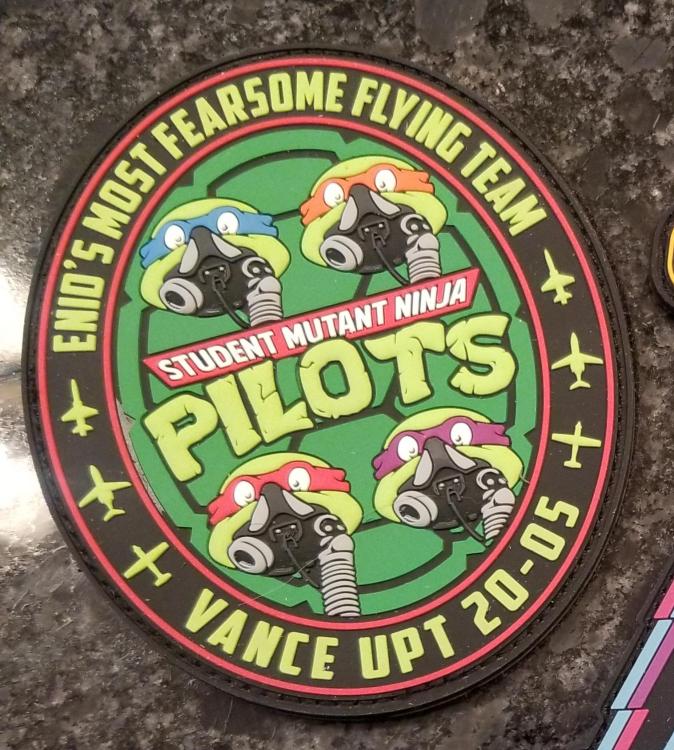 ENID'S MOST FEARSOME FLYING TEAM
STUDENT MUTANT NINJA
PILOTS
VANCE UPT 20-05